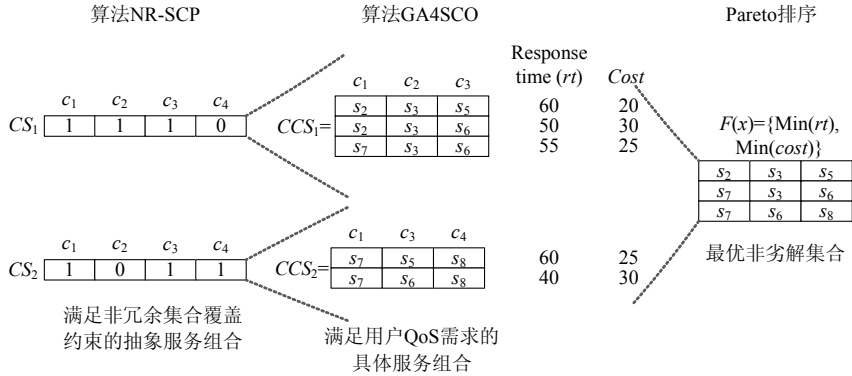 算法NR-SCP 算法GA4SCO Pareto排序
Response
time (rt) Cost
c1 c2 c3 c4
CS1 1 1 1 0
c1 c2 c3
CCS1=
s2 s3 s5 60 20
s2 s3 s6 50 30
s7 s3 s6 55 25
F(x)={Min(rt),
Min(cost)}
s2 s3 s5
s7 s3 s6
s7 s6 s8
最优非劣解集合
c1 c2 c3 c4
CS2 1 0 1 1
c1 c3 c4
CCS2=
s7 s5 s8 60 25
s7 s6 s8 40 30
满足非冗余集合覆盖
约束的抽象服务组合
满足用户QoS需求的
具体服务组合